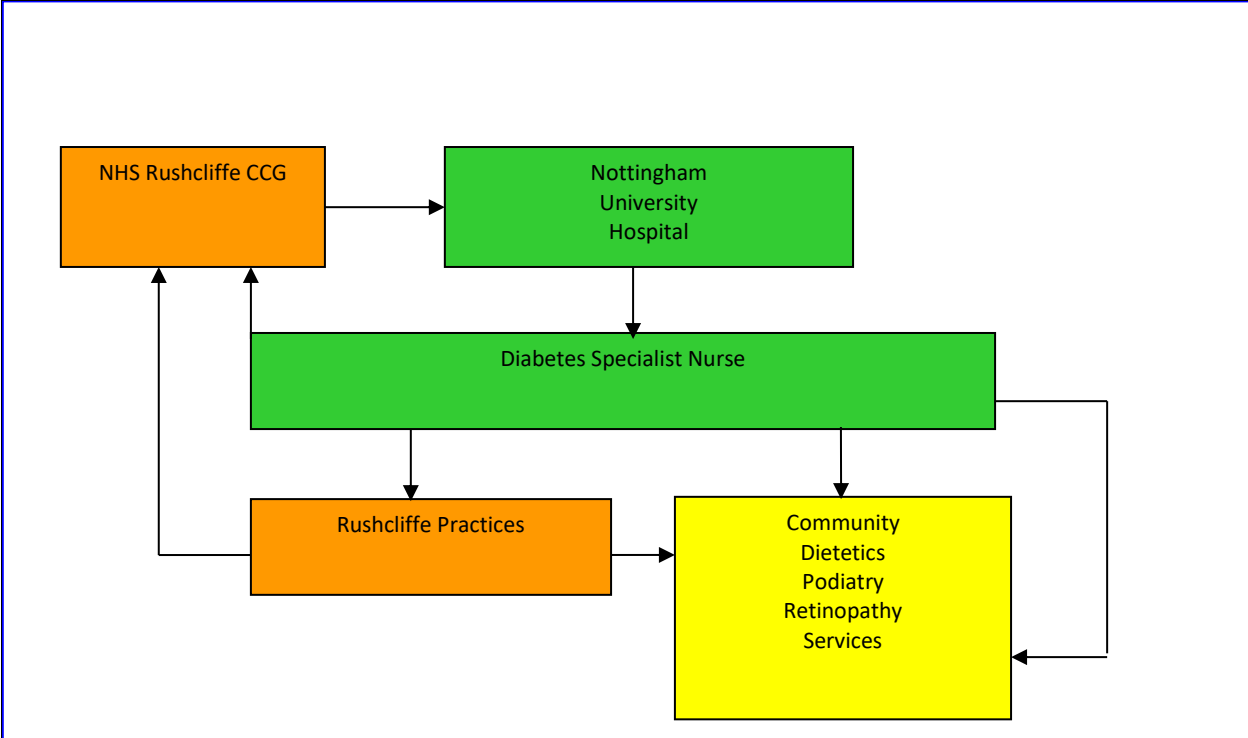 NHS Rushcliffe CCG
Nottingham
University
Hospital
Diabetes Specialist Nurse
Rushcliffe Practices
Community
Dietetics
Podiatry
Retinopathy
Services